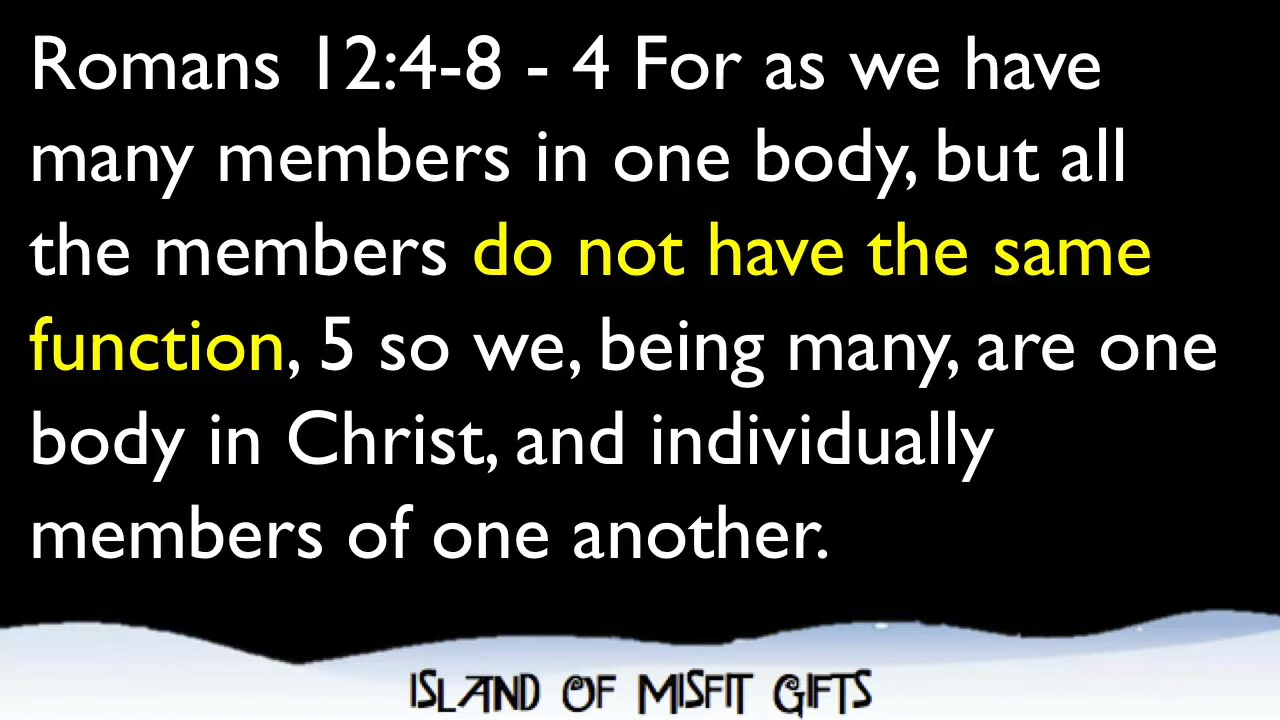 Romans 12:4-8 - 4 For as we have
many members in one body, but all
the members do not have the same
function, 5 so we, being many, are one
body in Christ, and individually
members of one another.
ISLAND OF MISFIT GIFTS